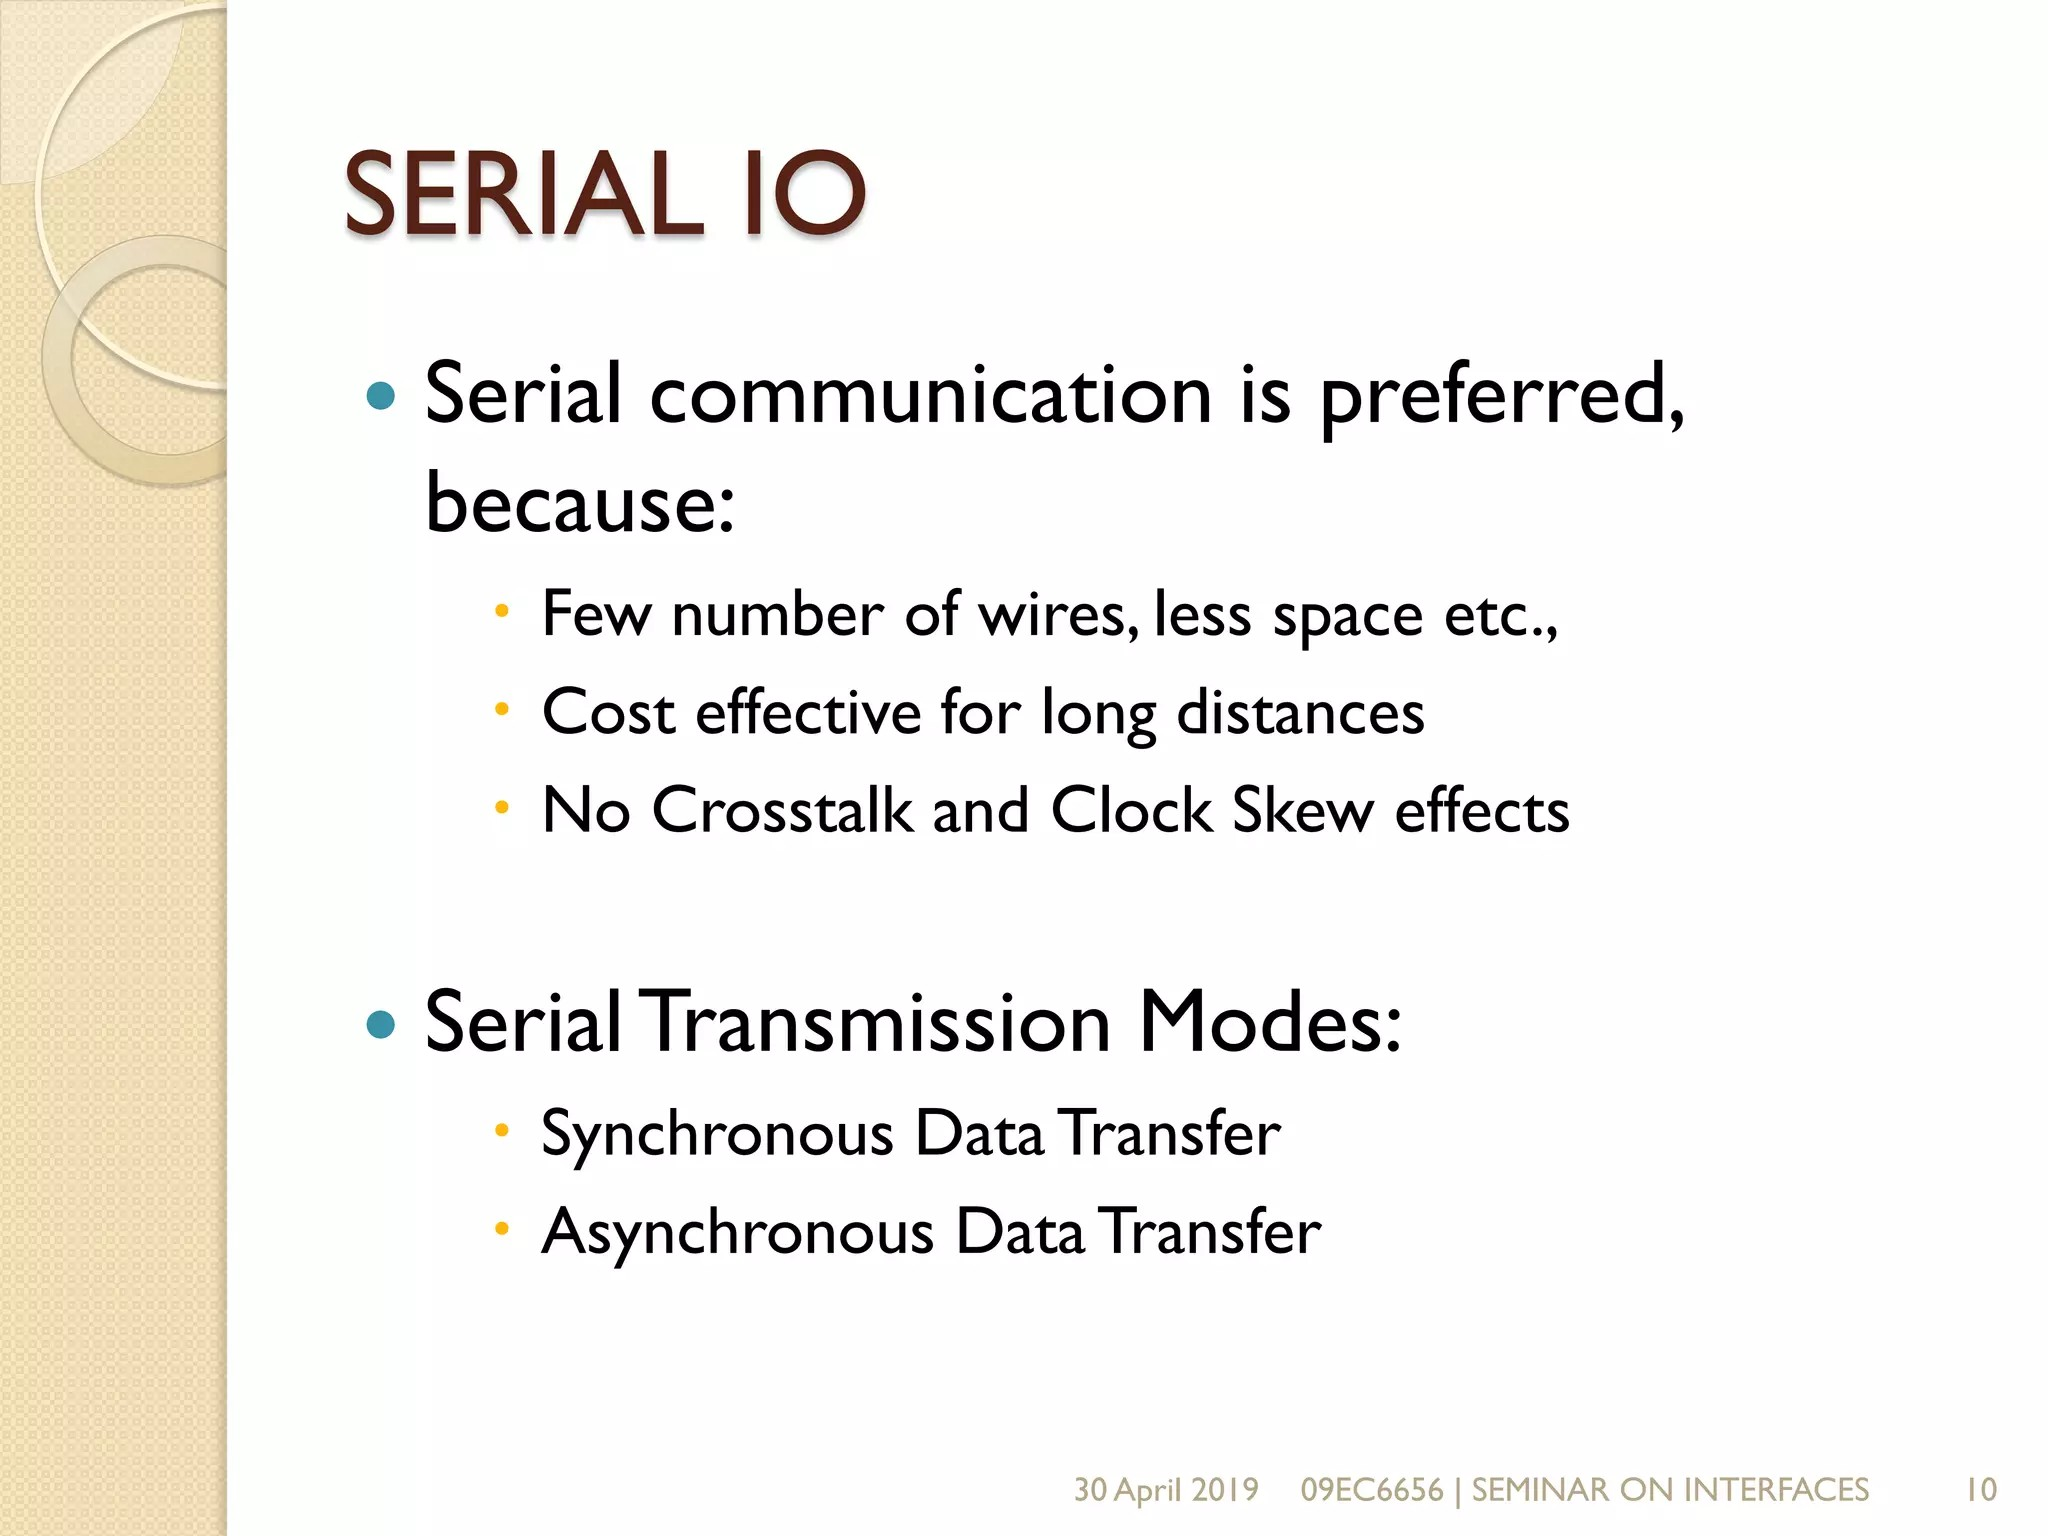 SERIAL IO
Serial communication is preferred,
because:
Few number of wires, less space etc.,
Cost effective for long distances
No Crosstalk and Clock Skew effects
Serial Transmission Modes:
Synchronous Data Transfer
Asynchronous Data Transfer
30 April 2019 09EC6656 | SEMINAR ON INTERFACES 10